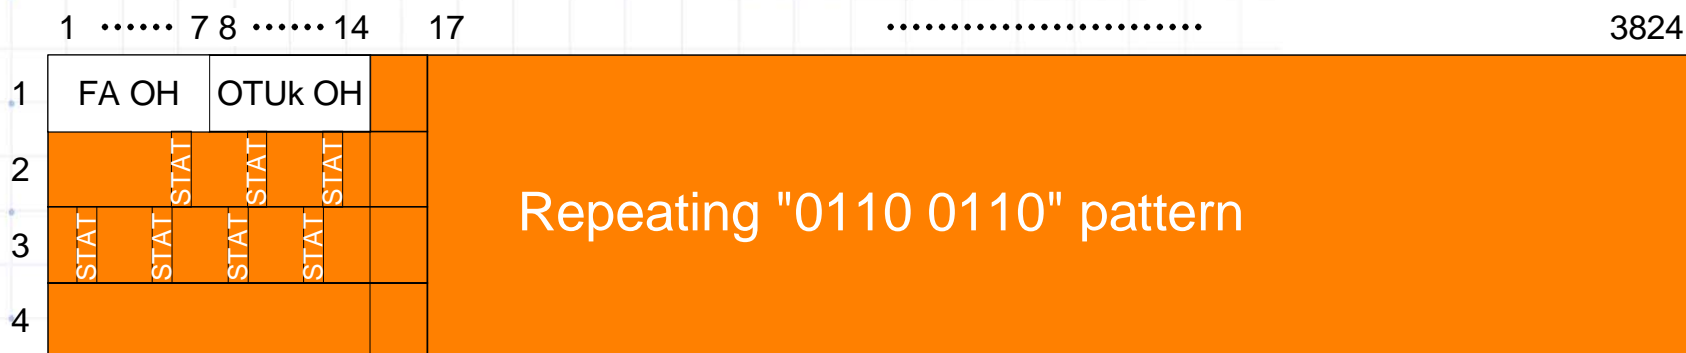 1 ······ 7 8 ······ 14 17 ························ 3824
1 FA OH OTUk OH
2 STAT STAT STAT
Repeating "0110 0110" pattern
3 STAT STAT STAT STAT
4